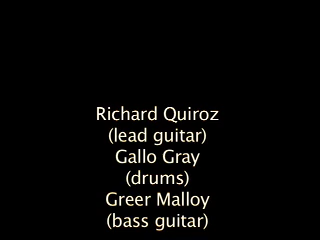 Richard Quiroz
(lead guitar)
Gallo Gray
(drums)
Greer Malloy
(bass guitar)